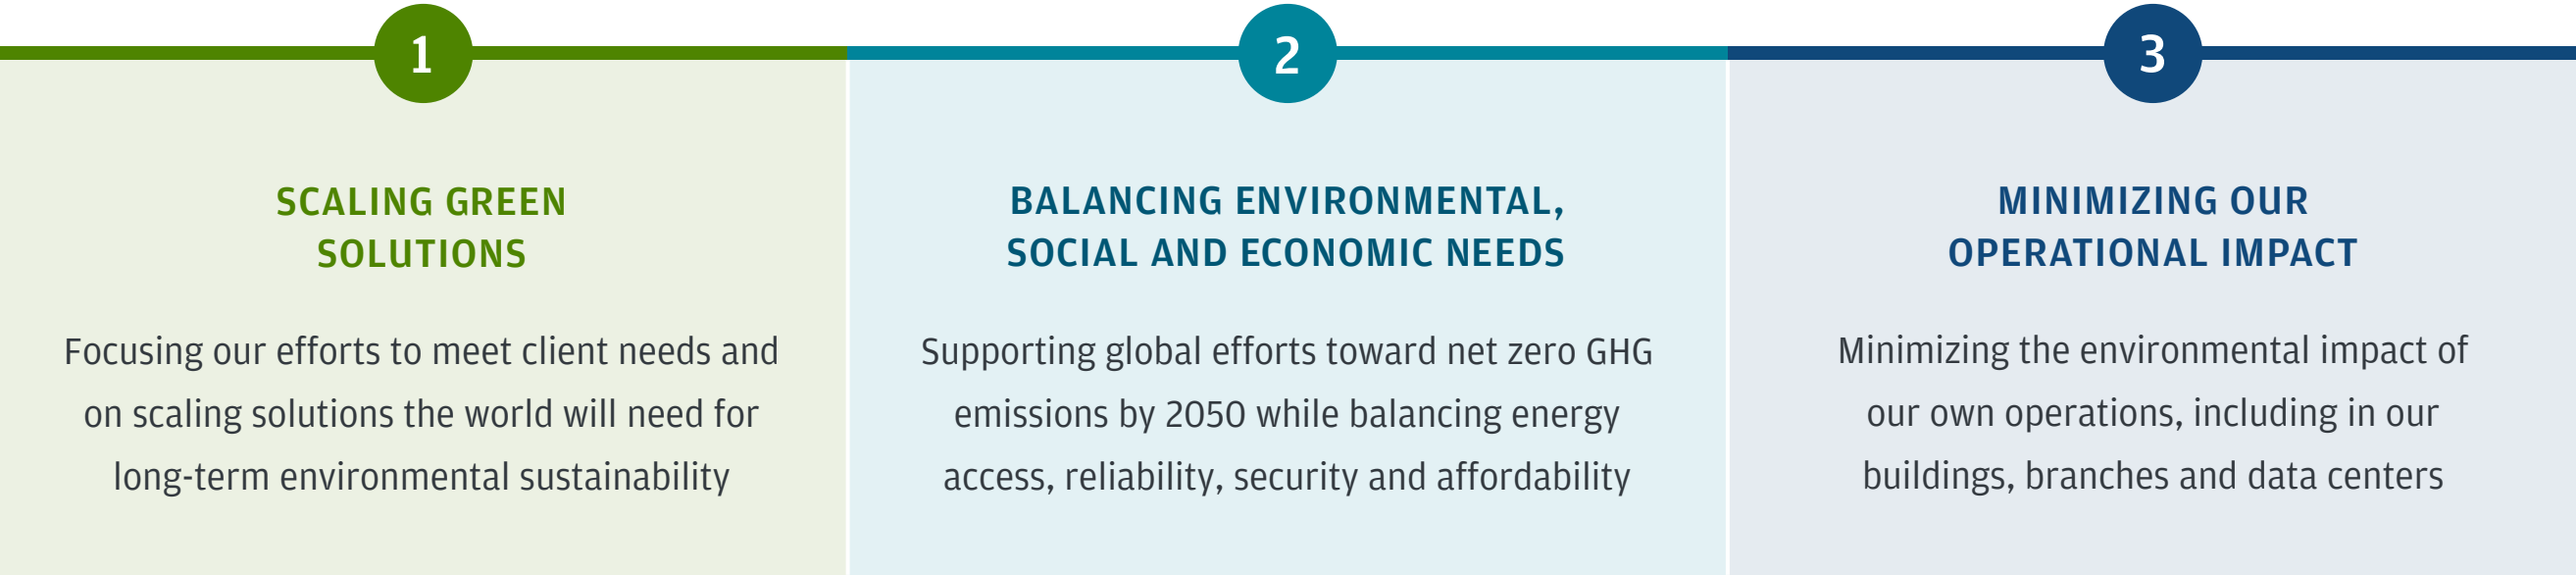 1
SCALING GREEN
SOLUTIONS
Focusing our efforts to meet client needs and
on scaling solutions the world will need for
long-term environmental sustainability
2
BALANCING ENVIRONMENTAL,
SOCIAL AND ECONOMIC NEEDS
Supporting global efforts toward net zero GHG
emissions by 2050 while balancing energy
access, reliability, security and affordability
3
MINIMIZING OUR
OPERATIONAL IMPACT
Minimizing the environmental impact of
our own operations, including in our
buildings, branches and data centers